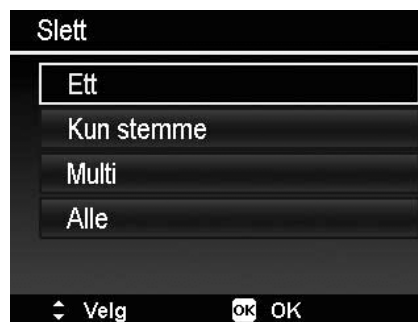 Slett
Ett
Kun stemme
Multi
Alle
Velg OK OK